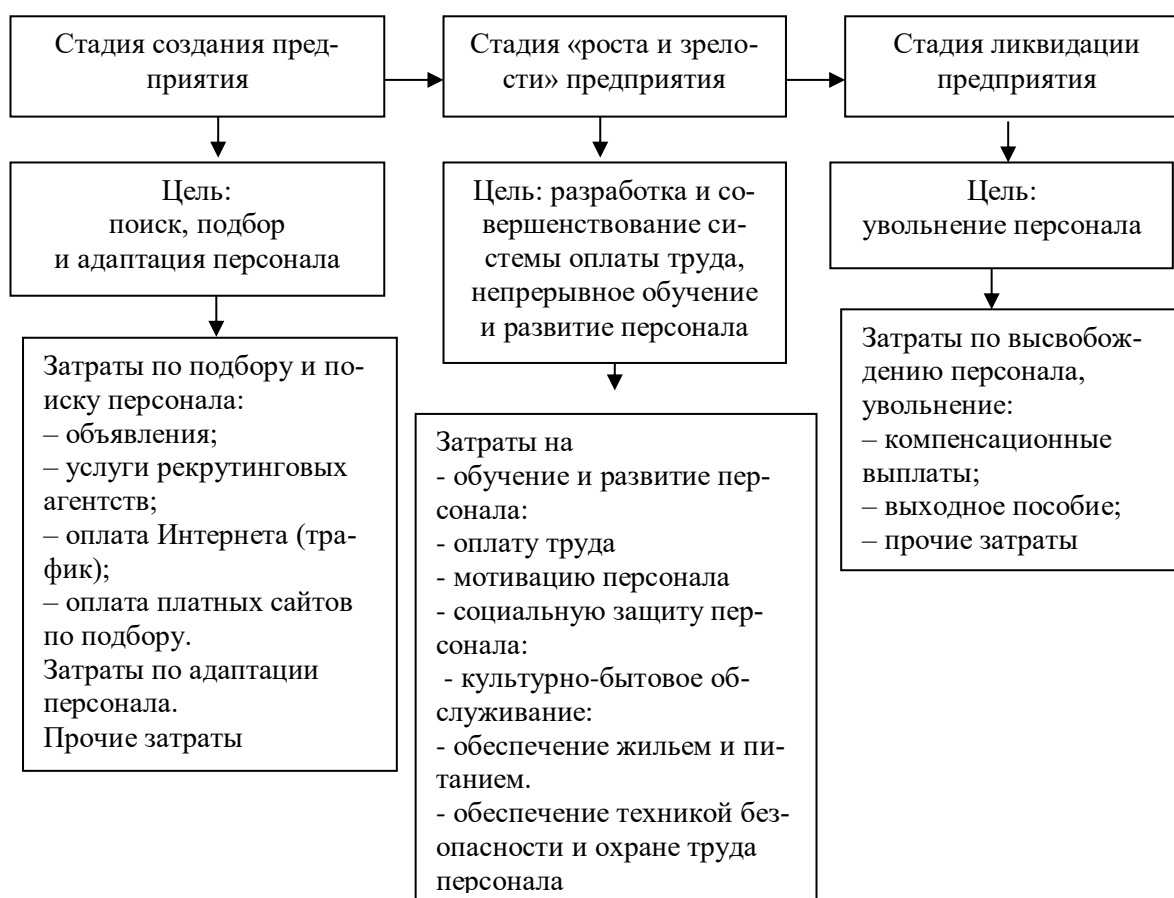 Стадия создания пред-
приятия
Стадия «роста и зрело-
сти» предприятия
Стадия ликвидации
предприятия
Цель:
поиск, подбор
и адаптация персонала
Цель: разработка и со-
вершенствование си-
стемы оплаты труда,
непрерывное обучение
и развитие персонала
Цель:
увольнение персонала
Затраты по подбору и по-
иску персонала:
– объявления;
– услуги рекрутинговых
агентств;
– оплата Интернета (тра-
фик);
– оплата платных сайтов
по подбору.
Затраты по адаптации
персонала.
Прочие затраты
Затраты на
- обучение и развитие пер-
сонала:
- оплату труда
- мотивацию персонала
- социальную защиту пер-
сонала:
- культурно-бытовое об-
служивание:
- обеспечение жильем и пи-
танием.
- обеспечение техникой без-
опасности и охране труда
персонала
Затраты по высвобож-
дению персонала,
увольнение:
– компенсационные
выплаты;
– выходное пособие;
– прочие затраты